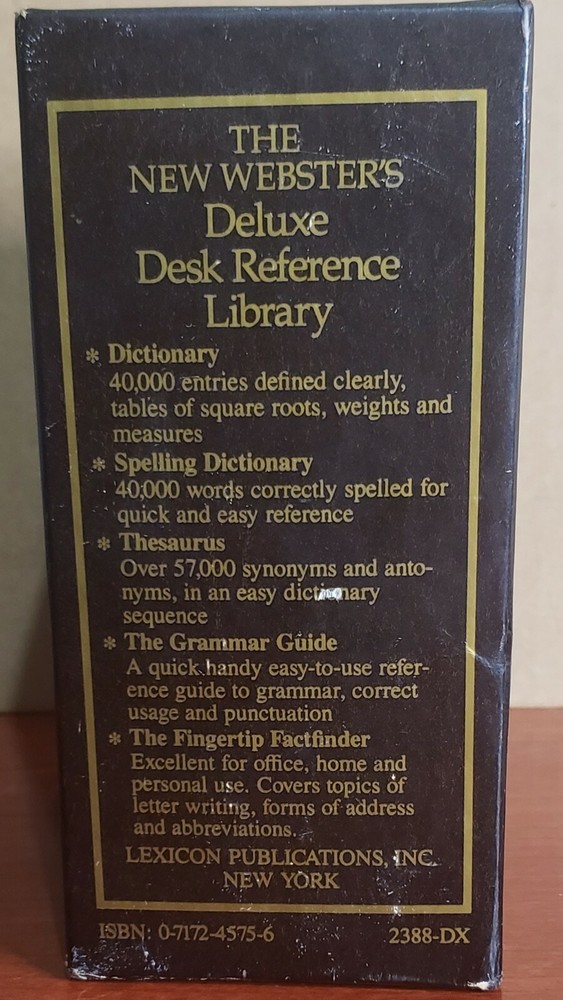 THE
NEW WEBSTER'S
Deluxe
Desk Reference
Library
* Dictionary
40,000 entries defined clearly,
tables of square roots, weights and
measures
* Spelling Dictionary
40,000 words correctly spelled for
quick and easy reference
* Thesaurus
Over 57,000 synonyms and anto-
nyms, in an easy dictionary
sequence
* The Grammar Guide
A quick handy easy-to-use refer-
ence guide to grammar, correct
usage and punctuation
* The Fingertip Factfinder
Excellent for office, home and
personal use. Covers topics of
letter writing, forms of address
and abbreviations.
LEXICON PUBLICATIONS, INC.
NEW YORK
ISBN: 0-7172-4575-6 2388-DX